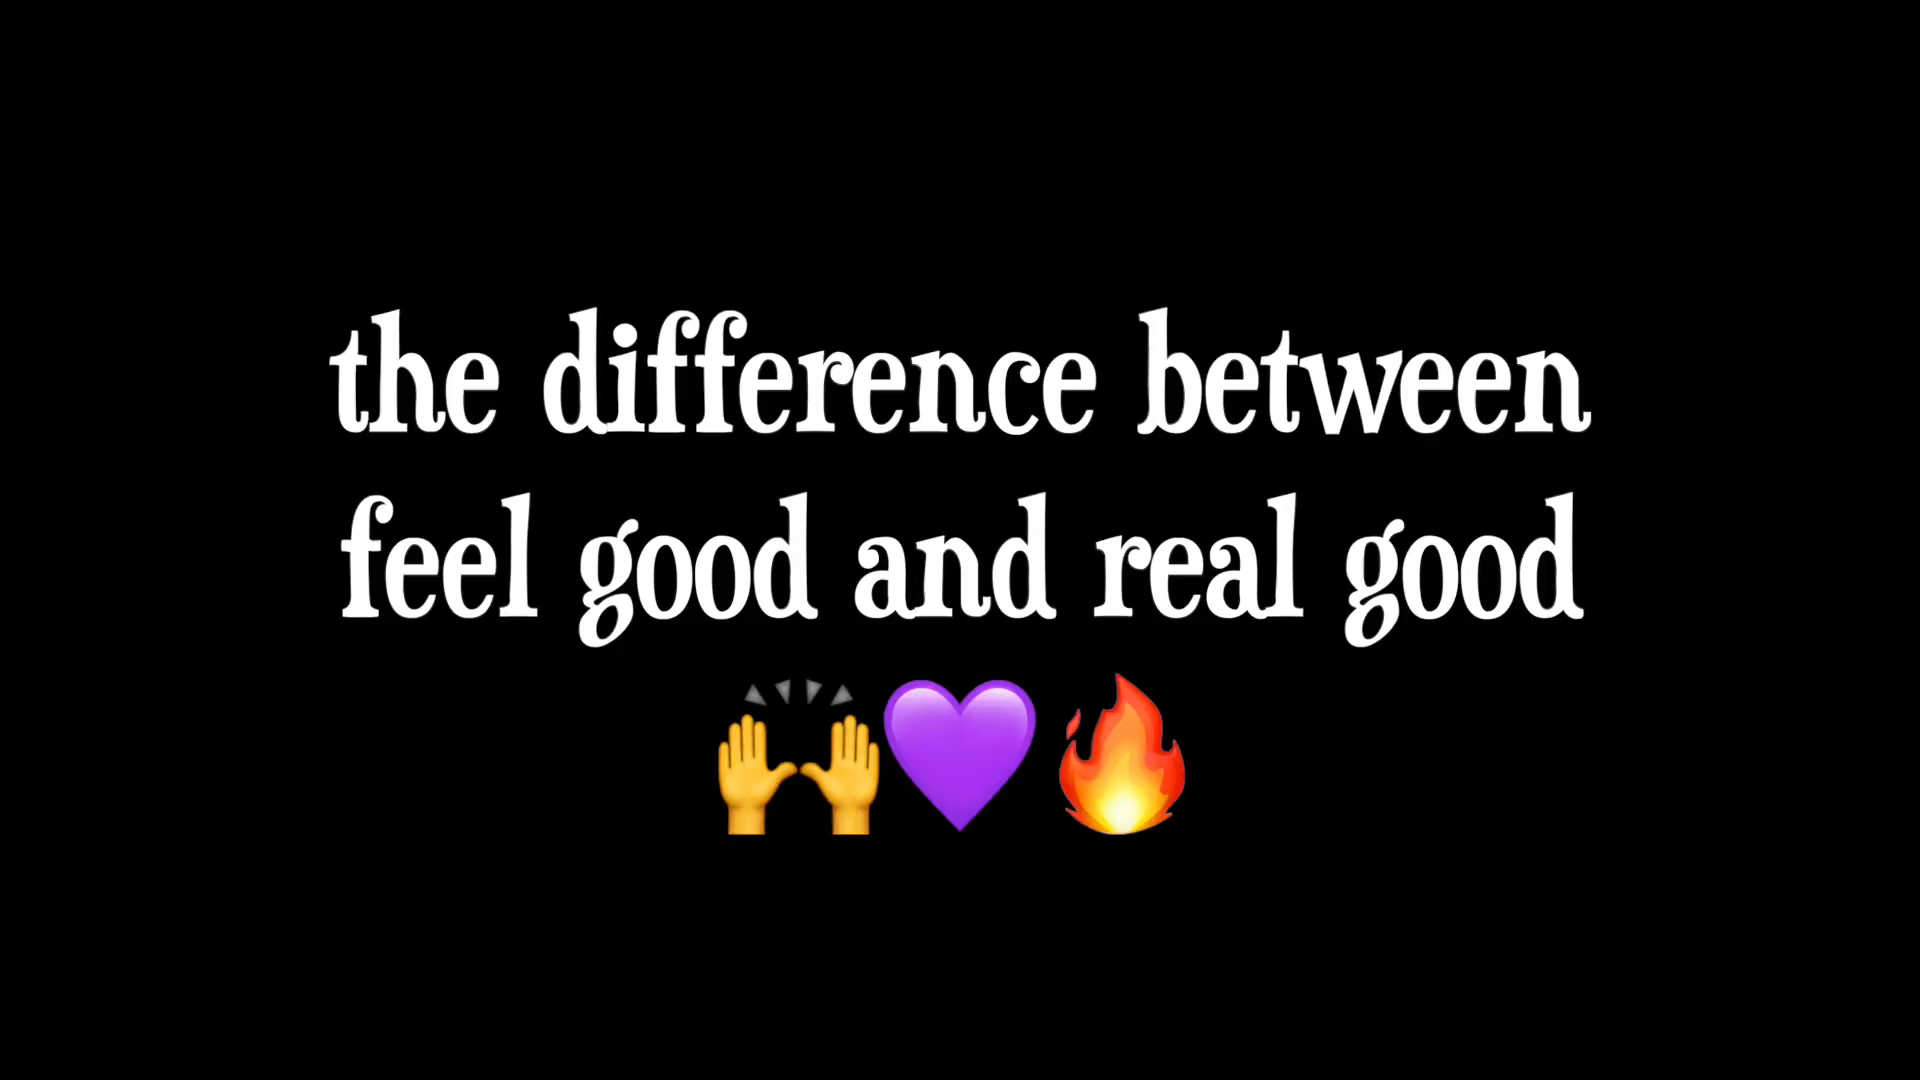 the difference between
feel good and real good
🙌💜🔥